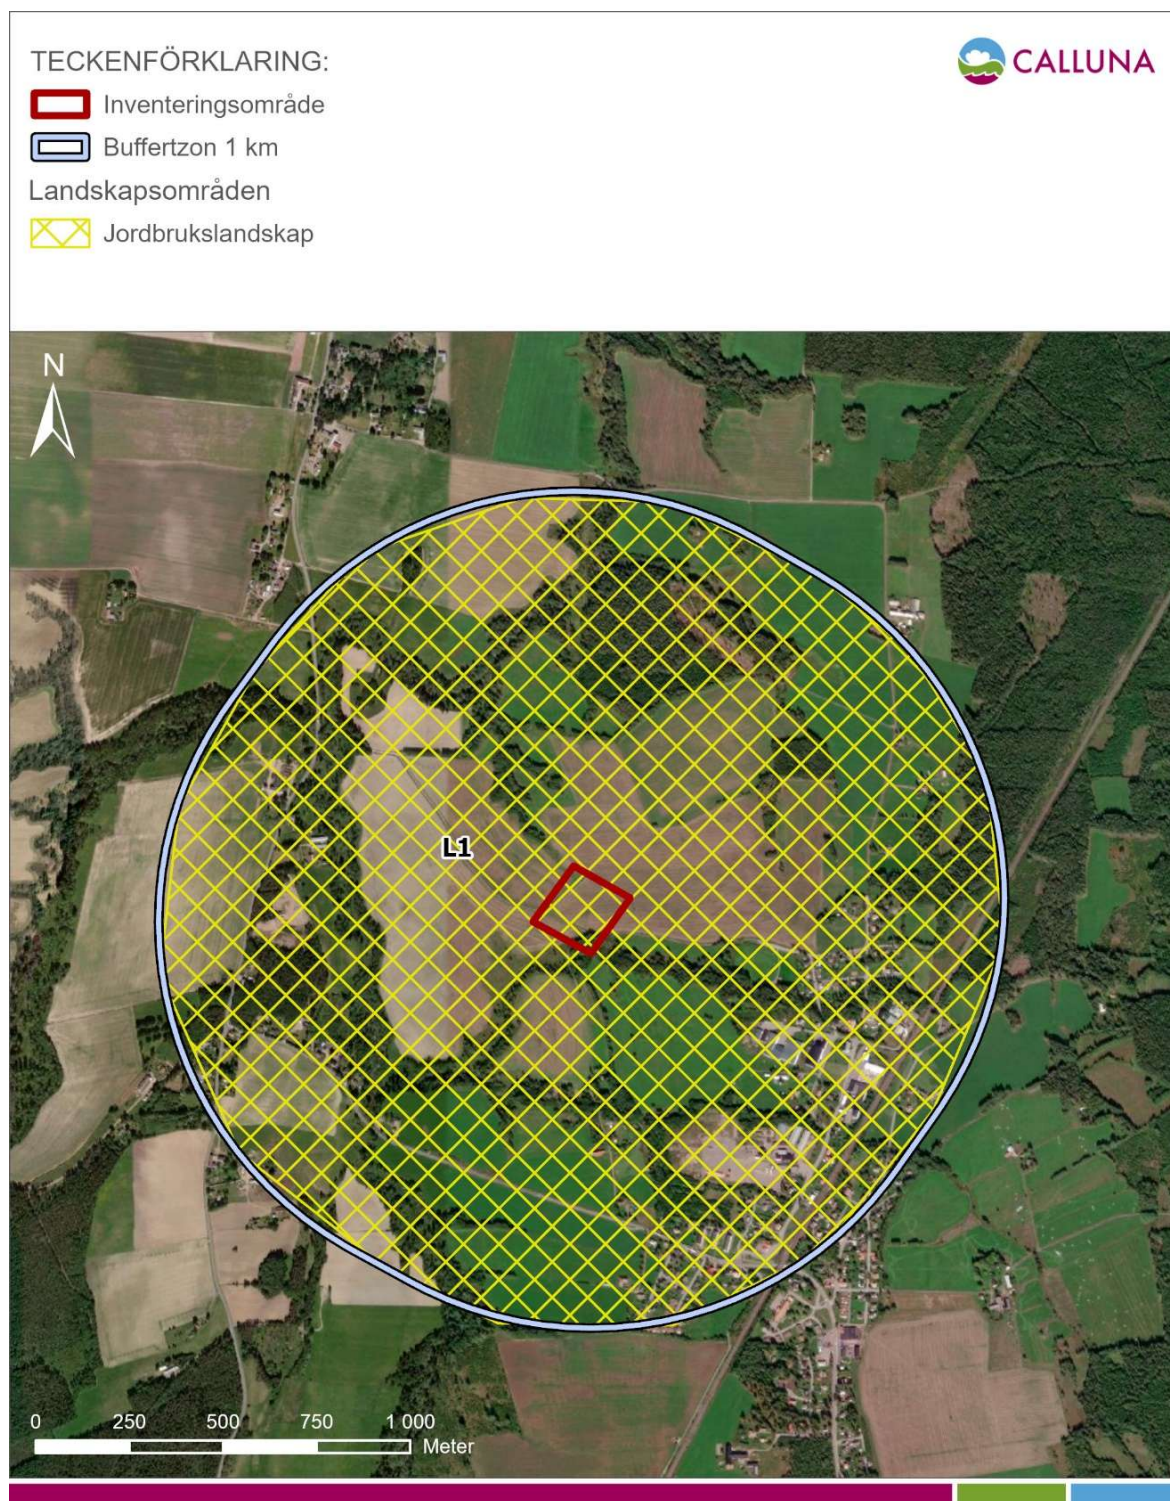 TECKENFÖRKLARING:
CALLUNA
Inventeringsområde
Buffertzon 1 km
Landskapsområden
Jordbrukslandskap
N
L1
0 250 500 750 1 000
Meter